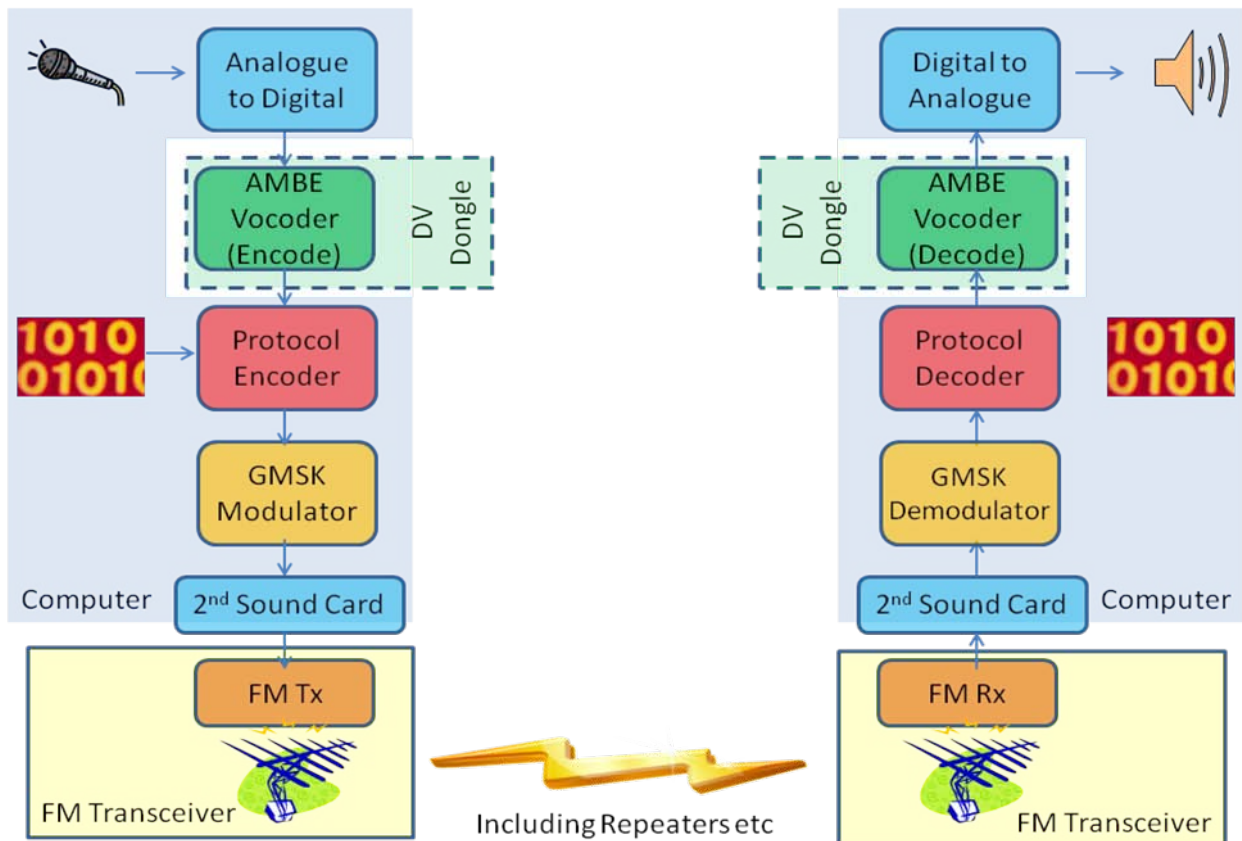 Analogue
to Digital
AMBE
Vocoder
(Encode)
DV
Dongle
1010
01010
Protocol
Encoder
GMSK
Modulator
Computer
2nd Sound Card
FM Tx
FM Transceiver
Including Repeaters etc
Digital to
Analogue
DV
Dongle
AMBE
Vocoder
(Decode)
Protocol
Decoder
1010
01010
GMSK
Demodulator
2nd Sound Card
Computer
FM Rx
FM Transceiver